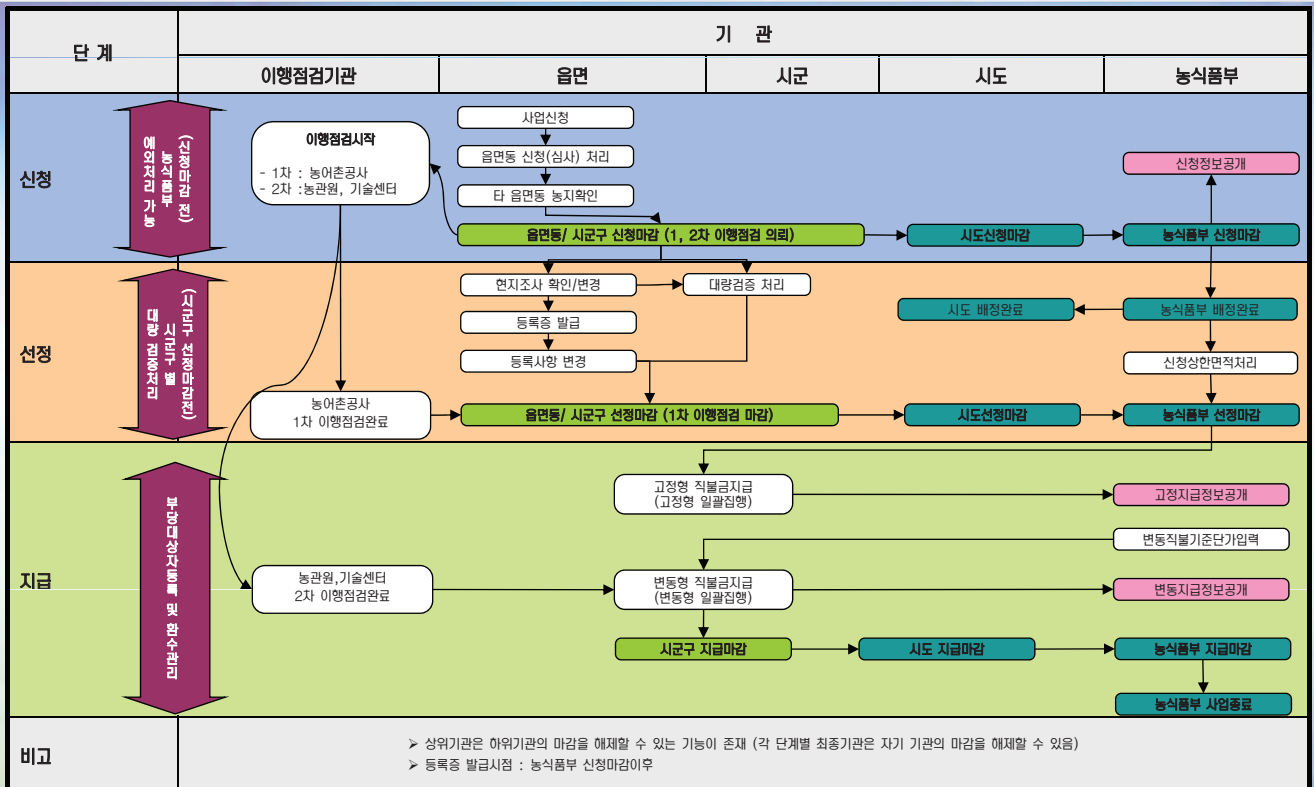 단 계
기 관
이행점검기관
읍면
시군
시도
농식품부
신청
(신청마감 전)
농식품부
예외처리 가능
이행점검시작
- 1차 : 농어촌공사
- 2차 :농관원, 기술센터
사업신청
읍면동 신청(심사) 처리
타 읍면동 농지확인
읍면동/ 시군구 신청마감 (1, 2차 이행점검 의뢰)
시도신청마감
농식품부 신청마감
신청정보공개
선정
(시군구 선정마감전)
시군구 별
대량 검증처리
현지조사 확인/변경
대량검증 처리
등록증 발급
등록사항 변경
시도 배정완료
농식품부 배정완료
신청상한면적처리
농어촌공사
1차 이행점검완료
읍면동/ 시군구 선정마감 (1차 이행점검 마감)
시도선정마감
농식품부 선정마감
지급
부당대상자등록 및 환수관리
고정형 직불금지급
(고정형 일괄집행)
고정지급정보공개
변동직불기준단가입력
농관원,기술센터
2차 이행점검완료
변동형 직불금지급
(변동형 일괄집행)
변동지급정보공개
시군구 지급마감
시도 지급마감
농식품부 지급마감
농식품부 사업종료
비고
➢ 상위기관은 하위기관의 마감을 해제할 수 있는 기능이 존재 (각 단계별 최종기관은 자기 기관의 마감을 해제할 수 있음)
➢ 등록증 발급시점 : 농식품부 신청마감이후